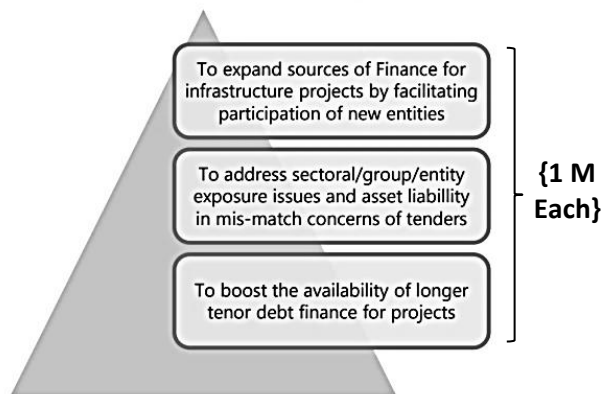 To expand sources of Finance for
infrastructure projects by facilitating
participation of new entities
To address sectoral/group/entity
exposure issues and asset liabillity
in mis-match concerns of tenders
To boost the availability of longer
tenor debt finance for projects
{1 M
Each}